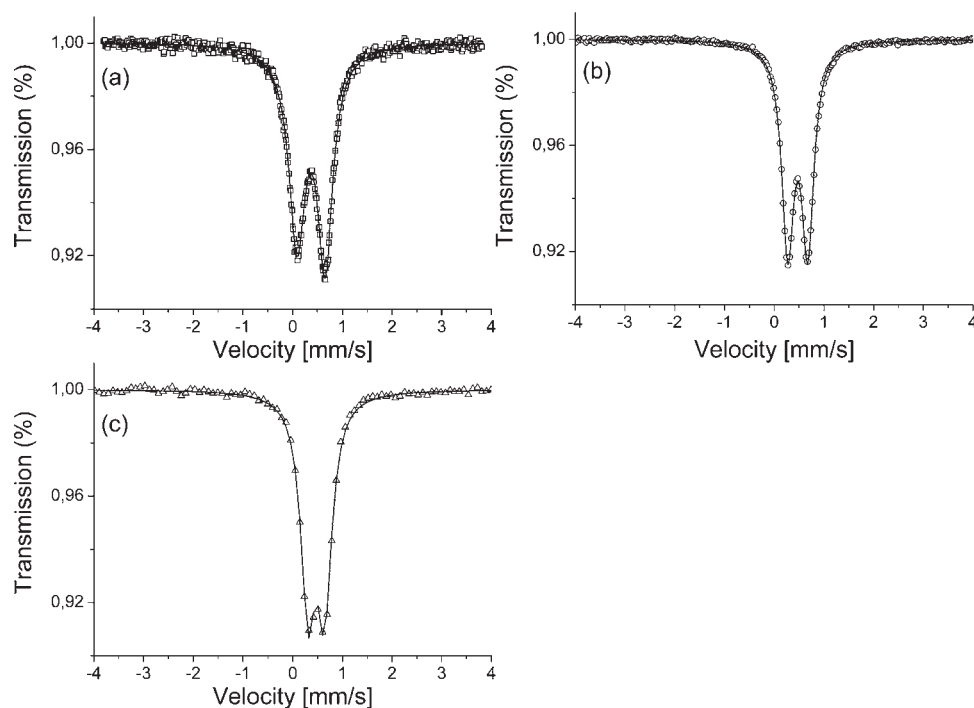 (a)
Transmission (%)
1,00
0,96
0,92
-4 -3 -2 -1 0 1 2 3 4
Velocity [mm/s]
(b)
Transmission (%)
1,00
0,96
0,92
-4 -3 -2 -1 0 1 2 3 4
Velocity [mm/s]
(c)
Transmission (%)
1,00
0,96
0,92
-4 -3 -2 -1 0 1 2 3 4
Velocity [mm/s]